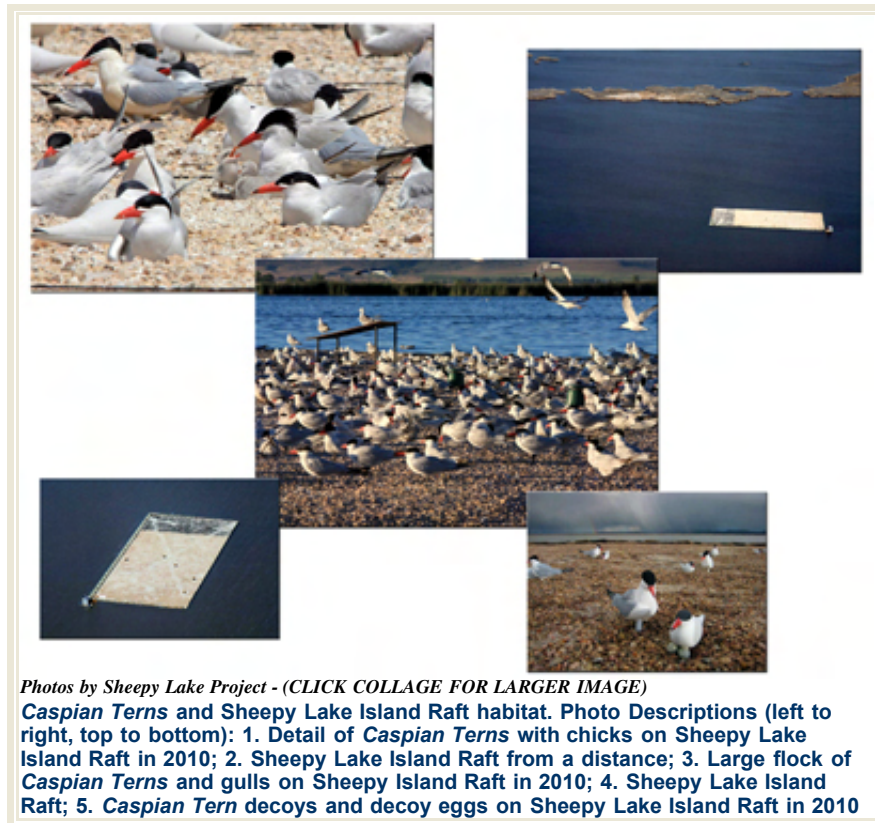 Photos by Sheepy Lake Project - (CLICK COLLAGE FOR LARGER IMAGE)
Caspian Terns and Sheepy Lake Island Raft habitat. Photo Descriptions (left to
right, top to bottom): 1. Detail of Caspian Terns with chicks on Sheepy Lake
Island Raft in 2010; 2. Sheepy Lake Island Raft from a distance; 3. Large flock of
Caspian Terns and gulls on Sheepy Island Raft in 2010; 4. Sheepy Lake Island
Raft; 5. Caspian Tern decoys and decoy eggs on Sheepy Lake Island Raft in 2010